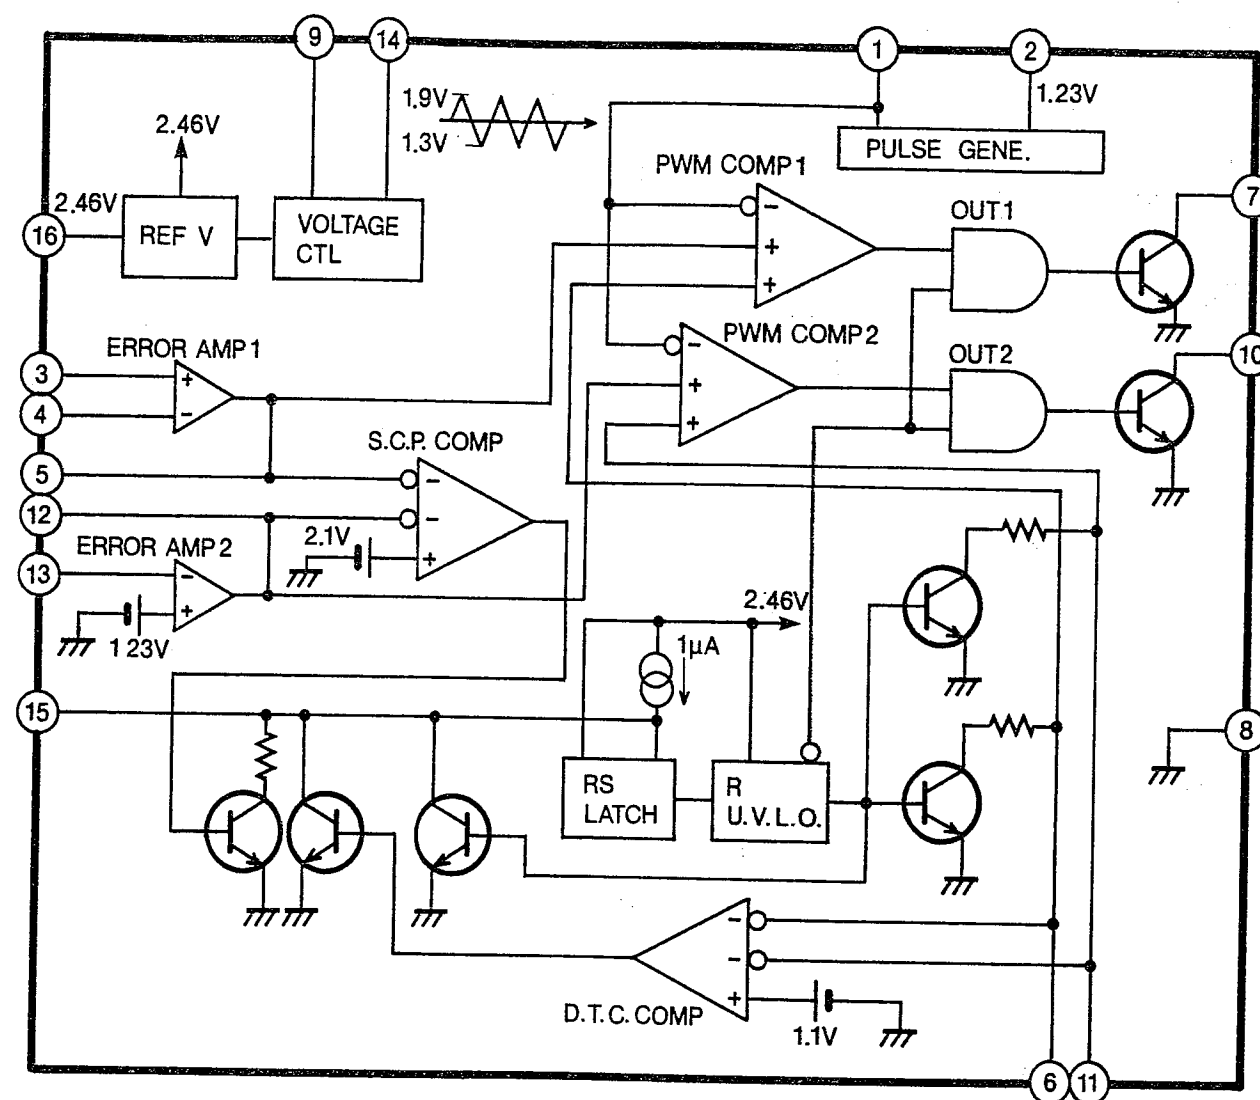 9
14
1
2
1.23V
1.9V
1.3V
2.46V
PULSE GENE.
PWM COMP1
7
2.46V
16
REF V
VOLTAGE
CTL
−
+
+
OUT1
PWM COMP2
−
+
+
OUT2
10
ERROR AMP1
3
4
+
−
5
12
S.C.P. COMP
−
−
+
2.1V
ERROR AMP2
13
−
+
1 23V
2.46V
1μA
15
8
RS
LATCH
R
U.V.L.O.
−
−
+
D.T.C. COMP
1.1V
6
11